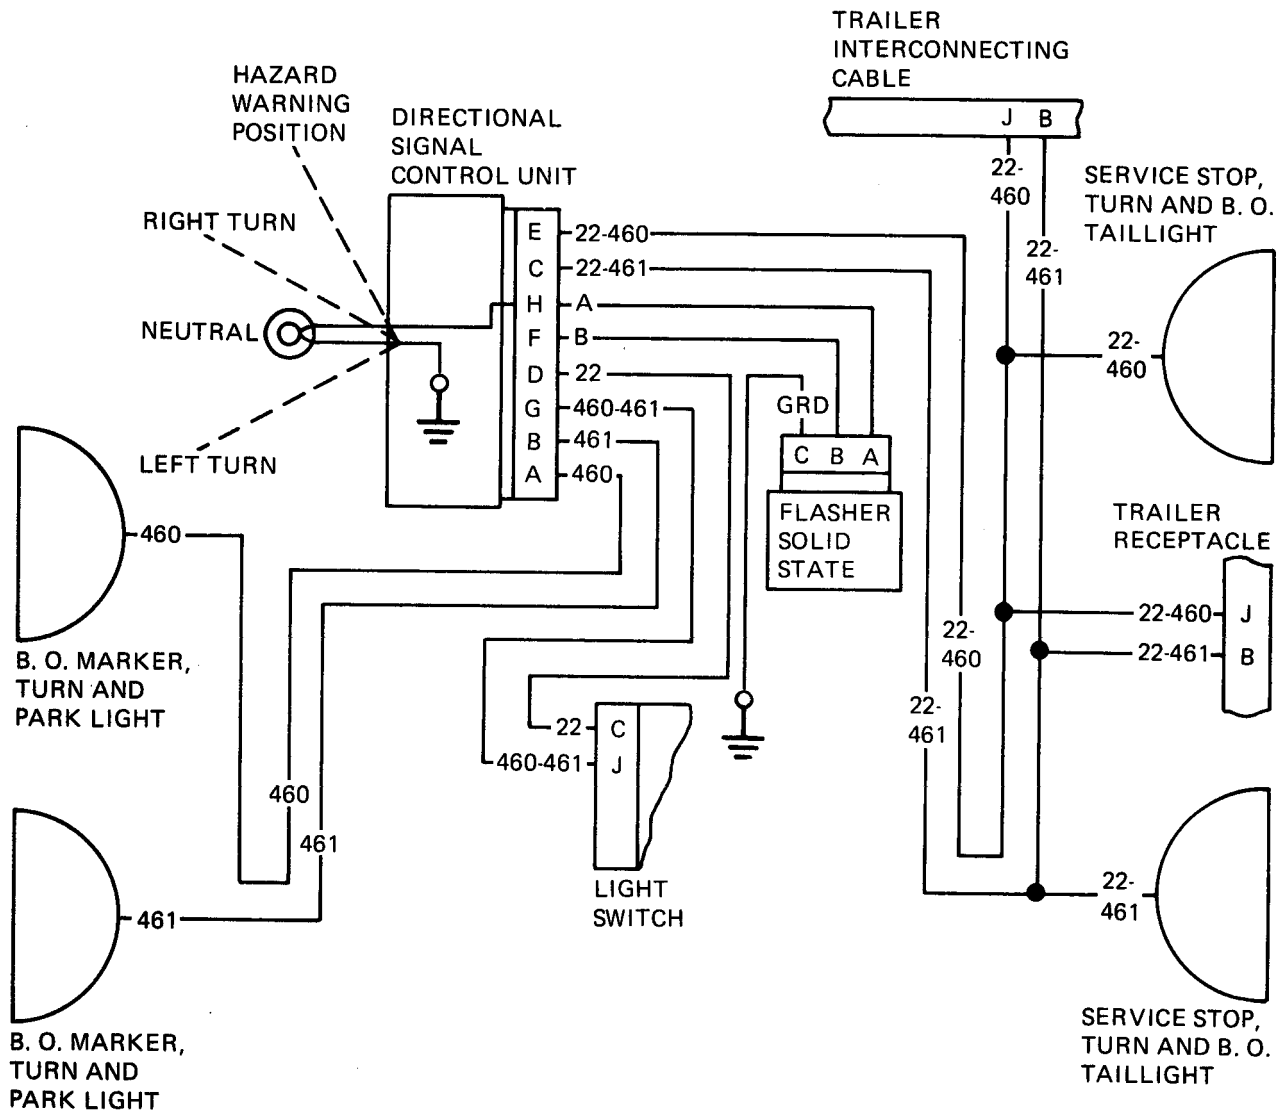 TRAILER
INTERCONNECTING
CABLE
J B
HAZARD
WARNING
POSITION
DIRECTIONAL
SIGNAL
CONTROL UNIT
22-
460
SERVICE STOP,
TURN AND B. O.
TAILLIGHT
RIGHT TURN
E 22-460
22-
461
C 22-461
H A
NEUTRAL
F B
22-
460
D 22
GRD
G 460-461
B 461
C B A
LEFT TURN
A 460
FLASHER
SOLID
STATE
TRAILER
RECEPTACLE
460
22-460 J
22-461 B
22-
460
B. O. MARKER,
TURN AND
PARK LIGHT
22-
461
22 C
460-461 J
460
461
LIGHT
SWITCH
22-
461
461
SERVICE STOP,
TURN AND B. O.
TAILLIGHT
B. O. MARKER,
TURN AND
PARK LIGHT